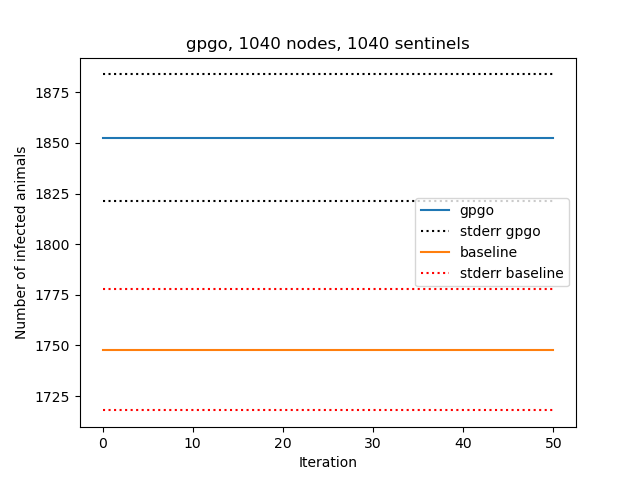 gpgo, 1040 nodes, 1040 sentinels
Number of infected animals
1875
1850
1825
1800
1775
1750
1725
gpgo
stderr gpgo
baseline
stderr baseline
0
10
20
30
40
50
Iteration